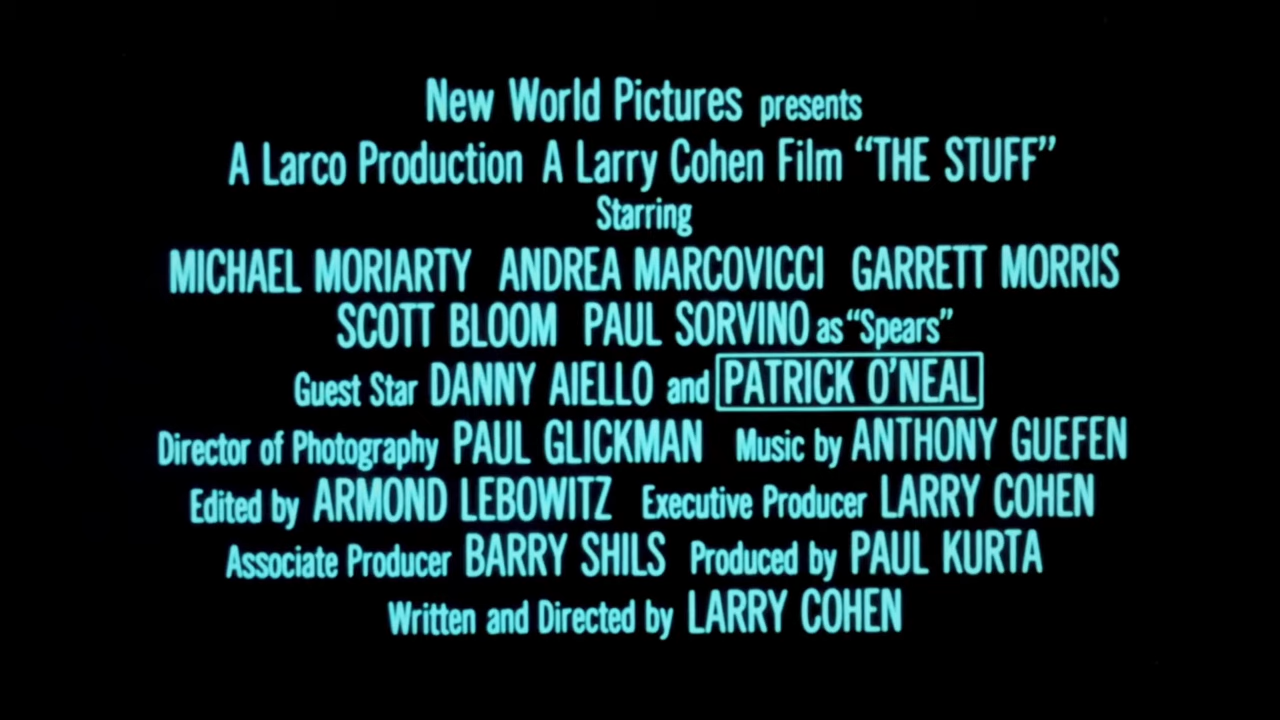 New World Pictures presents
A Larco Production A Larry Cohen Film “THE STUFF”
Starring
MICHAEL MORIARTY ANDREA MARCOVICCI GARRETT MORRIS
SCOTT BLOOM PAUL SORVINO as “Spears”
Guest Star DANNY AIELLO and PATRICK O'NEAL
Director of Photography PAUL GLICKMAN Music by ANTHONY GUEFEN
Edited by ARMOND LEBOWITZ Executive Producer LARRY COHEN
Associate Producer BARRY SHILS Produced by PAUL KURTA
Written and Directed by LARRY COHEN